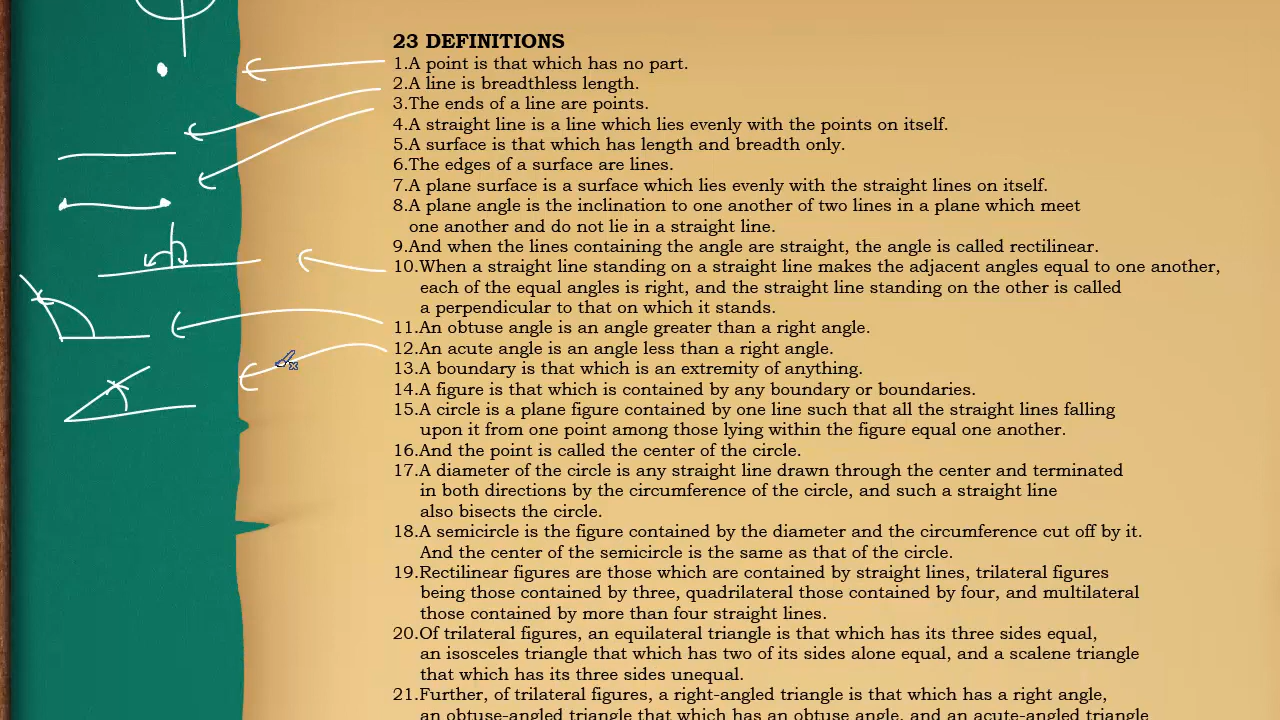 23 DEFINITIONS
1.A point is that which has no part.
2.A line is breadthless length.
3.The ends of a line are points.
4.A straight line is a line which lies evenly with the points on itself.
5.A surface is that which has length and breadth only.
6.The edges of a surface are lines.
7.A plane surface is a surface which lies evenly with the straight lines on itself.
8.A plane angle is the inclination to one another of two lines in a plane which meet
one another and do not lie in a straight line.
9.And when the lines containing the angle are straight, the angle is called rectilinear.
10.When a straight line standing on a straight line makes the adjacent angles equal to one another,
each of the equal angles is right, and the straight line standing on the other is called
a perpendicular to that on which it stands.
11.An obtuse angle is an angle greater than a right angle.
12.An acute angle is an angle less than a right angle.
13.A boundary is that which is an extremity of anything.
14.A figure is that which is contained by any boundary or boundaries.
15.A circle is a plane figure contained by one line such that all the straight lines falling
upon it from one point among those lying within the figure equal one another.
16.And the point is called the center of the circle.
17.A diameter of the circle is any straight line drawn through the center and terminated
in both directions by the circumference of the circle, and such a straight line
also bisects the circle.
18.A semicircle is the figure contained by the diameter and the circumference cut off by it.
And the center of the semicircle is the same as that of the circle.
19.Rectilinear figures are those which are contained by straight lines, trilateral figures
being those contained by three, quadrilateral those contained by four, and multilateral
those contained by more than four straight lines.
20.Of trilateral figures, an equilateral triangle is that which has its three sides equal,
an isosceles triangle that which has two of its sides alone equal, and a scalene triangle
that which has its three sides unequal.
21.Further, of trilateral figures, a right-angled triangle is that which has a right angle,
an obtuse-angled triangle that which has an obtuse angle, and an acute-angled triangle